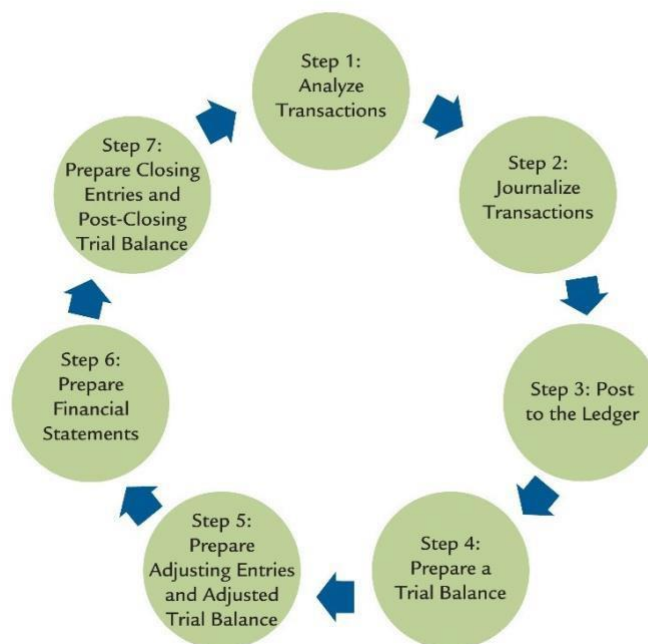 Step 1:
Analyze
Transactions
Step 2:
Journalize
Transactions
Step 3: Post
to the Ledger
Step 4:
Prepare a
Trial Balance
Step 5:
Prepare
Adjusting Entries
and Adjusted
Trial Balance
Step 6:
Prepare
Financial
Statements
Step 7:
Prepare Closing
Entries and
Post-Closing
Trial Balance